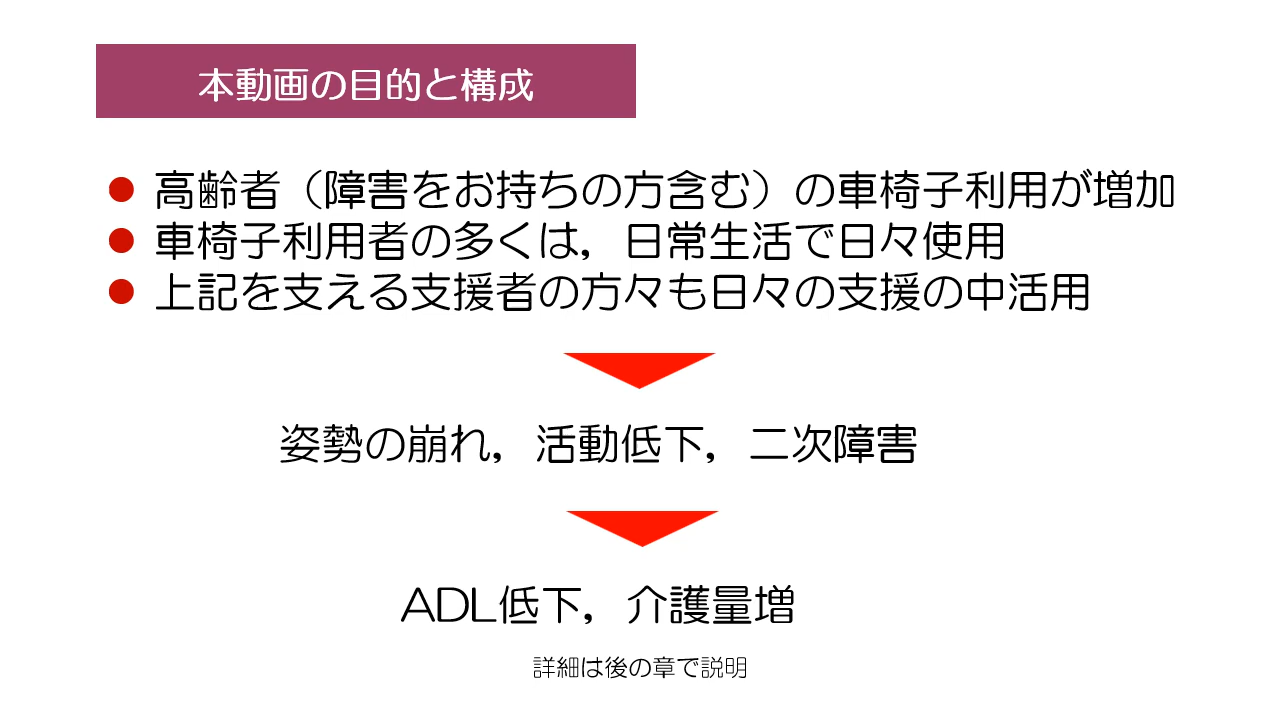 本動画の目的と構成
● 高齢者（障害をお持ちの方含む）の車椅子利用が増加
● 車椅子利用者の多くは，日常生活で日々使用
● 上記を支える支援者の方々も日々の支援の中活用
姿勢の崩れ，活動低下，二次障害
ADL低下，介護量増
詳細は後の章で説明